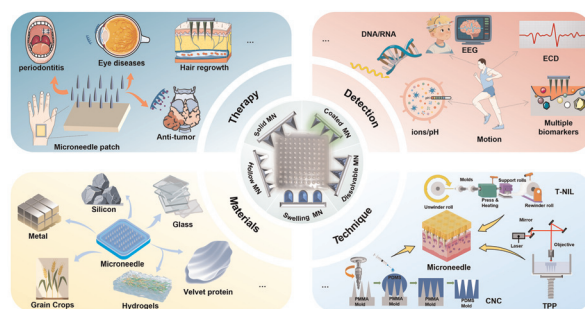 periodontitis
Eye diseases
Hair regrowth
...
Microneedle patch
Anti-tumor
Therapy
...
DNA/RNA
EEG
ECD
ions/pH
Motion
Multiple
biomarkers
Detection
Solid MN
Coated MN
Hollow MN
Dissolvable MN
Swelling MN
Materials
Silicon
Metal
Glass
Microneedle
Grain Crops
Hydrogels
Velvet protein
...
Technique
Molds
Support rolls
T-NIL
Unwinder roll
Press &
Heating
Rewinder roll
Mirror
Laser
Objective
Microneedle
PDMS
PMMA
Mold
PMMA
Mold
PMMA
Mold
PDMS
Mold
CNC
TPP
...